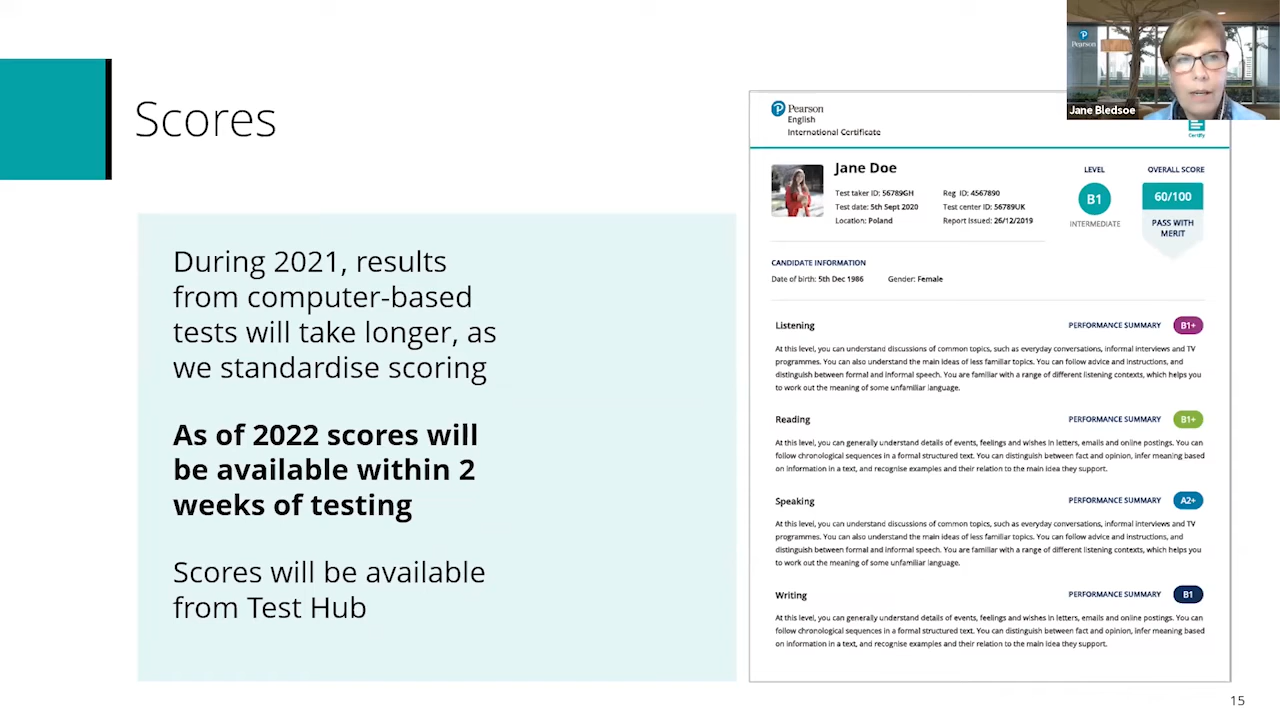 Scores
During 2021, results
from computer-based
tests will take longer, as
we standardise scoring
As of 2022 scores will
be available within 2
weeks of testing
Scores will be available
from Test Hub
Pearson
English
International Certificate
Certify
Jane Doe
Test taker ID: 56789GH
Reg ID: 4567890
Test date: 5th Sept 2020
Test center ID: 56789UK
Location: Poland
Report Issued: 26/12/2019
LEVEL
B1
INTERMEDIATE
OVERALL SCORE
60/100
PASS WITH
MERIT
CANDIDATE INFORMATION
Date of birth: 5th Dec 1986 Gender: Female
Listening PERFORMANCE SUMMARY B1+
At this level, you can understand discussions of common topics, such as everyday conversations, informal interviews and TV
programmes. You can also understand the main ideas of less familiar topics. You can follow advice and instructions, and
distinguish between formal and informal speech. You are familiar with a range of different listening contexts, which helps you
to work out the meaning of some unfamiliar language.
Reading PERFORMANCE SUMMARY B1+
At this level, you can generally understand details of events, feelings and wishes in letters, emails and online postings. You can
follow chronological sequences in a formal structured text. You can distinguish between fact and opinion, infer meaning based
on information in a text, and recognise examples and their relation to the main idea they support.
Speaking PERFORMANCE SUMMARY A2+
At this level, you can understand discussions of common topics, such as everyday conversations, informal interviews and TV
programmes. You can also understand the main ideas of less familiar topics. You can follow advice and instructions, and
distinguish between formal and informal speech. You are familiar with a range of different listening contexts, which helps you
to work out the meaning of some unfamiliar language.
Writing PERFORMANCE SUMMARY B1
At this level, you can generally understand details of events, feelings and wishes in letters, emails and online postings. You can
follow chronological sequences in a formal structured text. You can distinguish between fact and opinion, infer meaning based
on information in a text, and recognise examples and their relation to the main idea they support.
Pearson
Jane Bledsoe
15